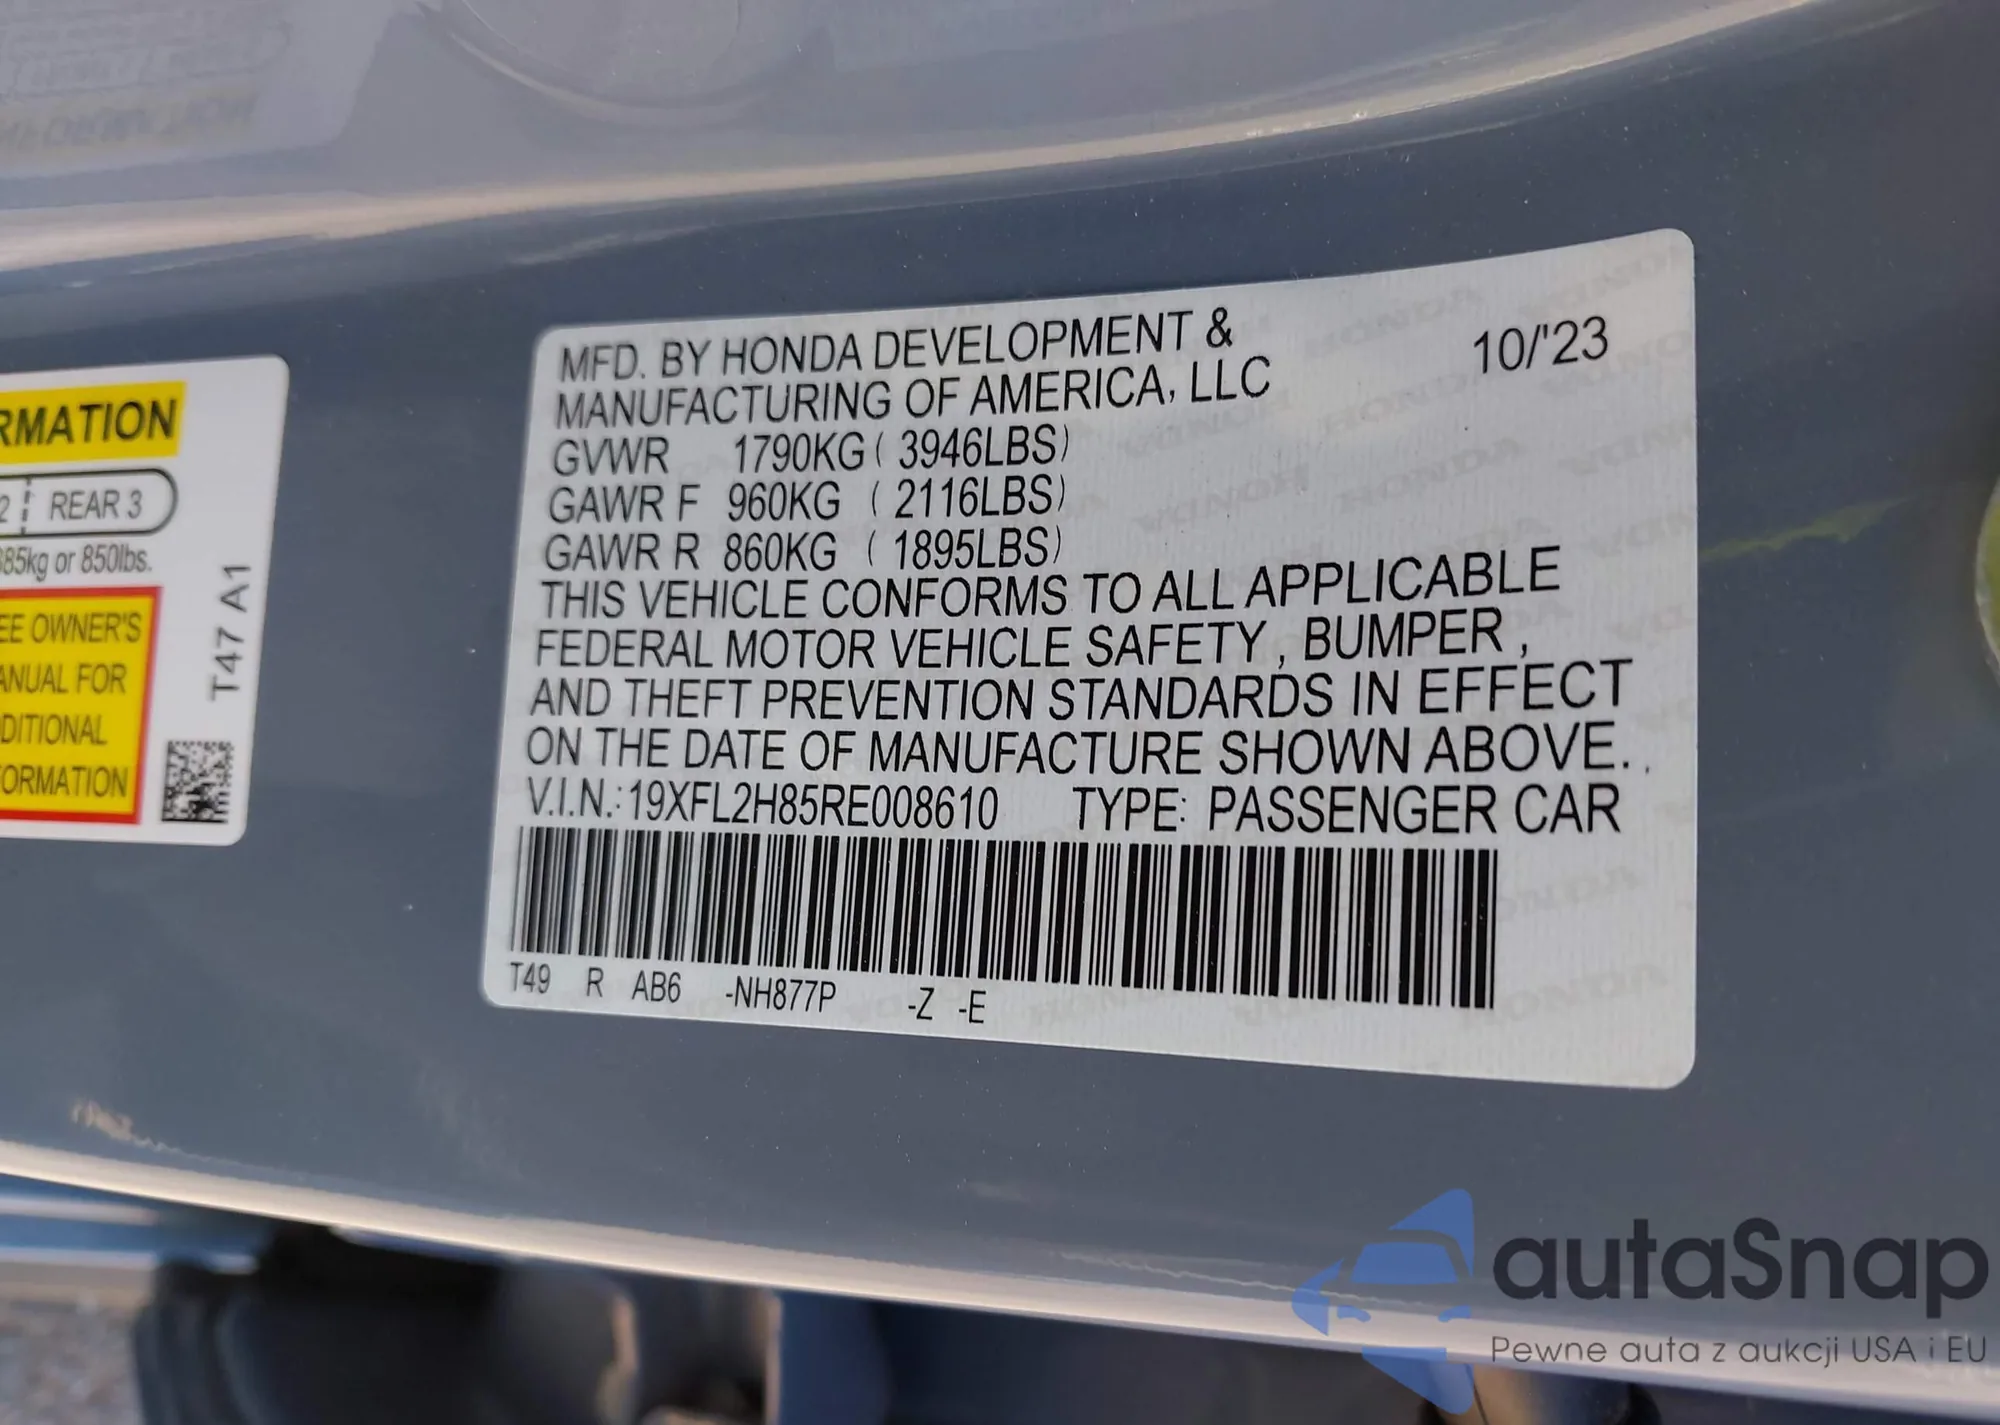 MFD. BY HONDA DEVELOPMENT &
MANUFACTURING OF AMERICA, LLC
10/'23
GVWR 1790KG ( 3946LBS)
GAWR F 960KG ( 2116LBS)
GAWR R 860KG ( 1895LBS)
THIS VEHICLE CONFORMS TO ALL APPLICABLE
FEDERAL MOTOR VEHICLE SAFETY , BUMPER ,
AND THEFT PREVENTION STANDARDS IN EFFECT
ON THE DATE OF MANUFACTURE SHOWN ABOVE.
V.I.N.: 19XFL2H85RE008610 TYPE: PASSENGER CAR
T49 R AB6 -NH877P -Z -E
RMATION
2 REAR 3
385kg or 850lbs.
EE OWNER'S
ANUAL FOR
DITIONAL
ORMATION
T47 A1
autaSnap
Pewne auta z aukcji USA i EU